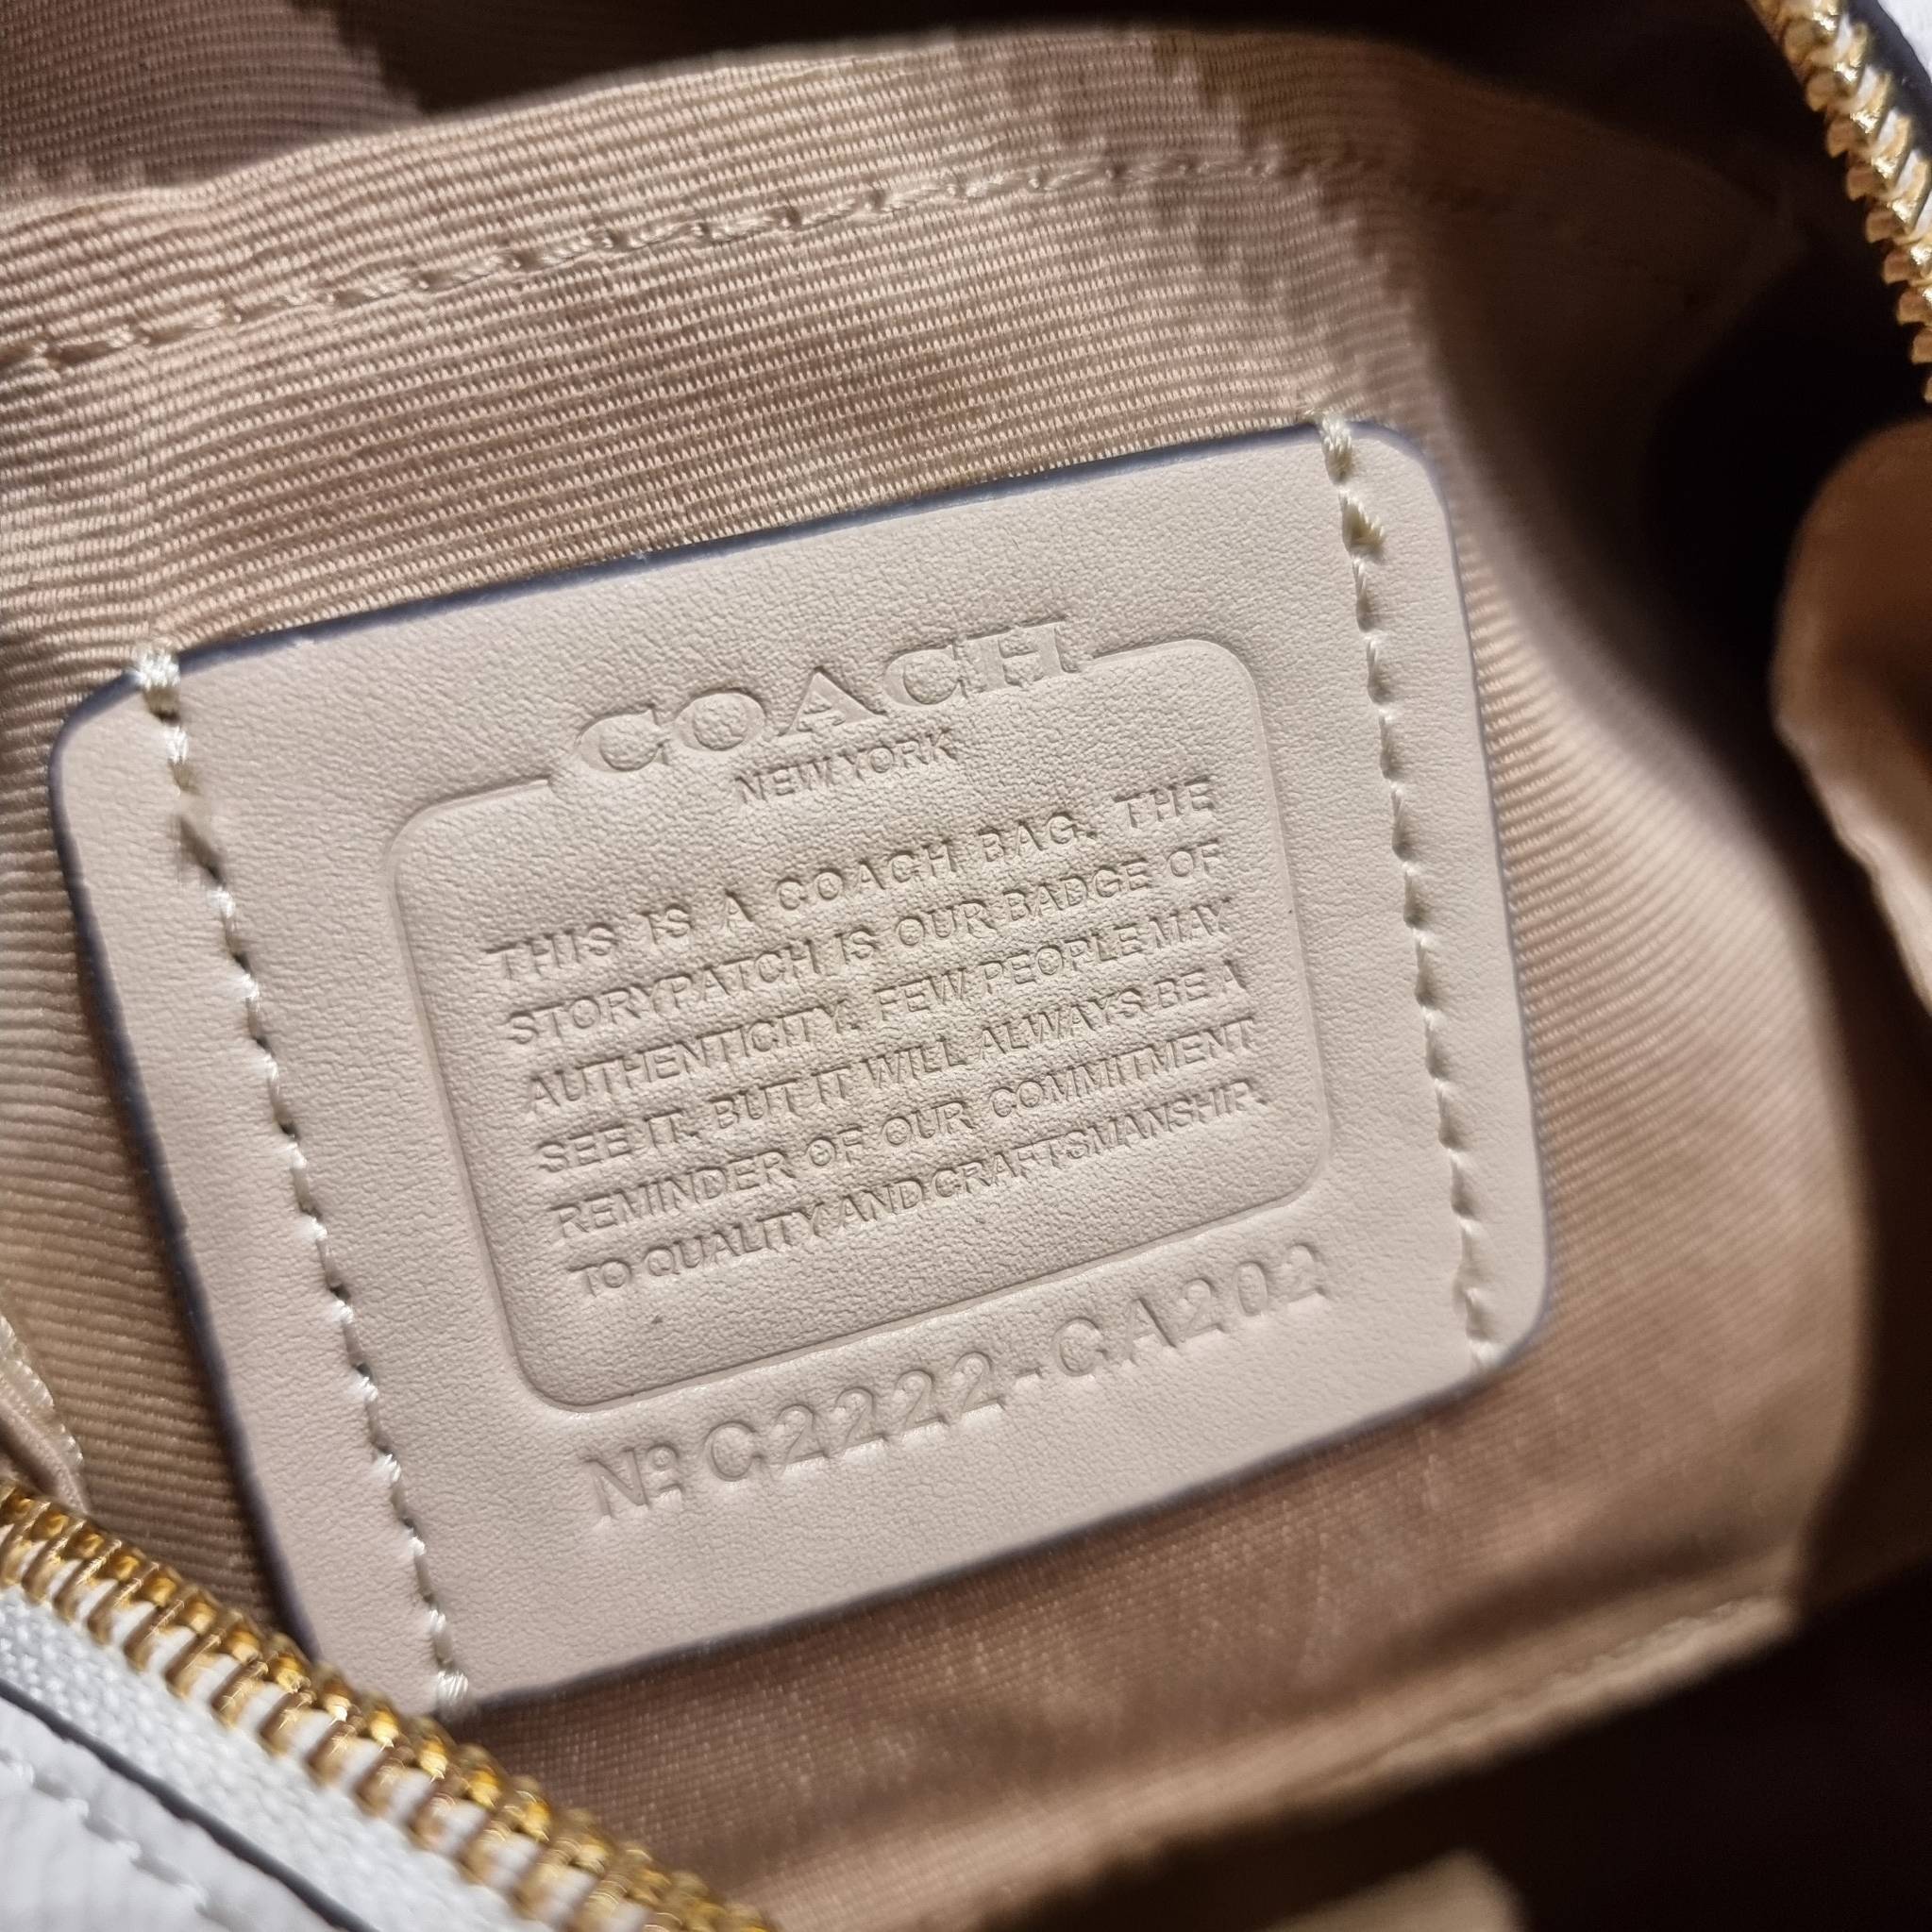 COACH
NEW YORK
THIS IS A COACH BAG. THE
STORYPATCH IS OUR BADGE OF
AUTHENTICITY. FEW PEOPLE MAY
SEE IT. BUT IT WILL ALWAYS BE A
REMINDER OF OUR COMMITMENT
TO QUALITY AND CRAFTSMANSHIP.
Nº C2222-CA202